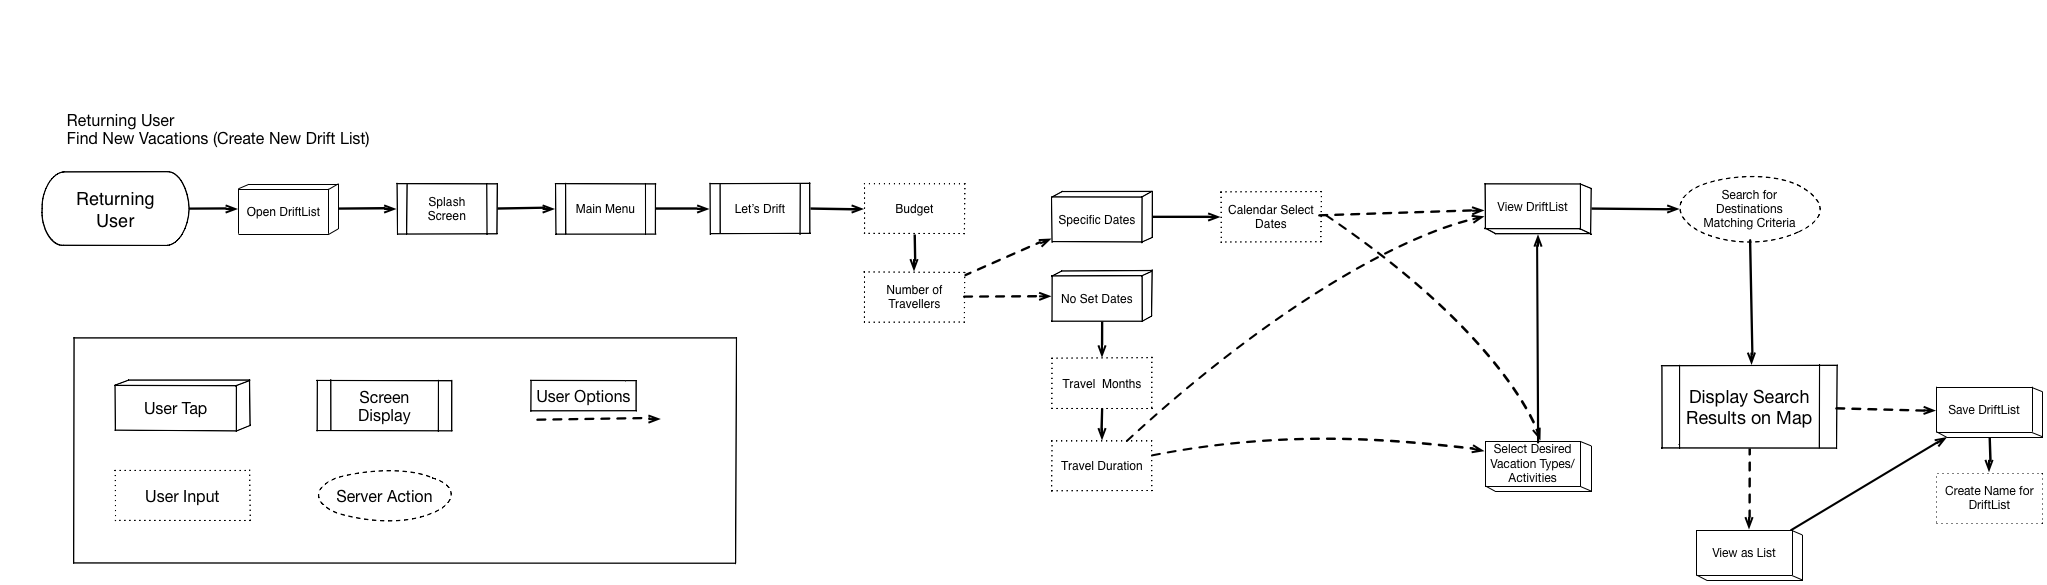 Returning User
Find New Vacations (Create New Drift List)
Returning
User
Open DriftList
Splash
Screen
Main Menu
Let's Drift
Budget
Number of
Travellers
Specific Dates
No Set Dates
Travel Months
Travel Duration
Calendar Select
Dates
View DriftList
Select Desired
Vacation Types/
Activities
Search for
Destinations
Matching Criteria
Display Search
Results on Map
View as List
Save DriftList
Create Name for
DriftList
User Tap
Screen
Display
User Options
User Input
Server Action